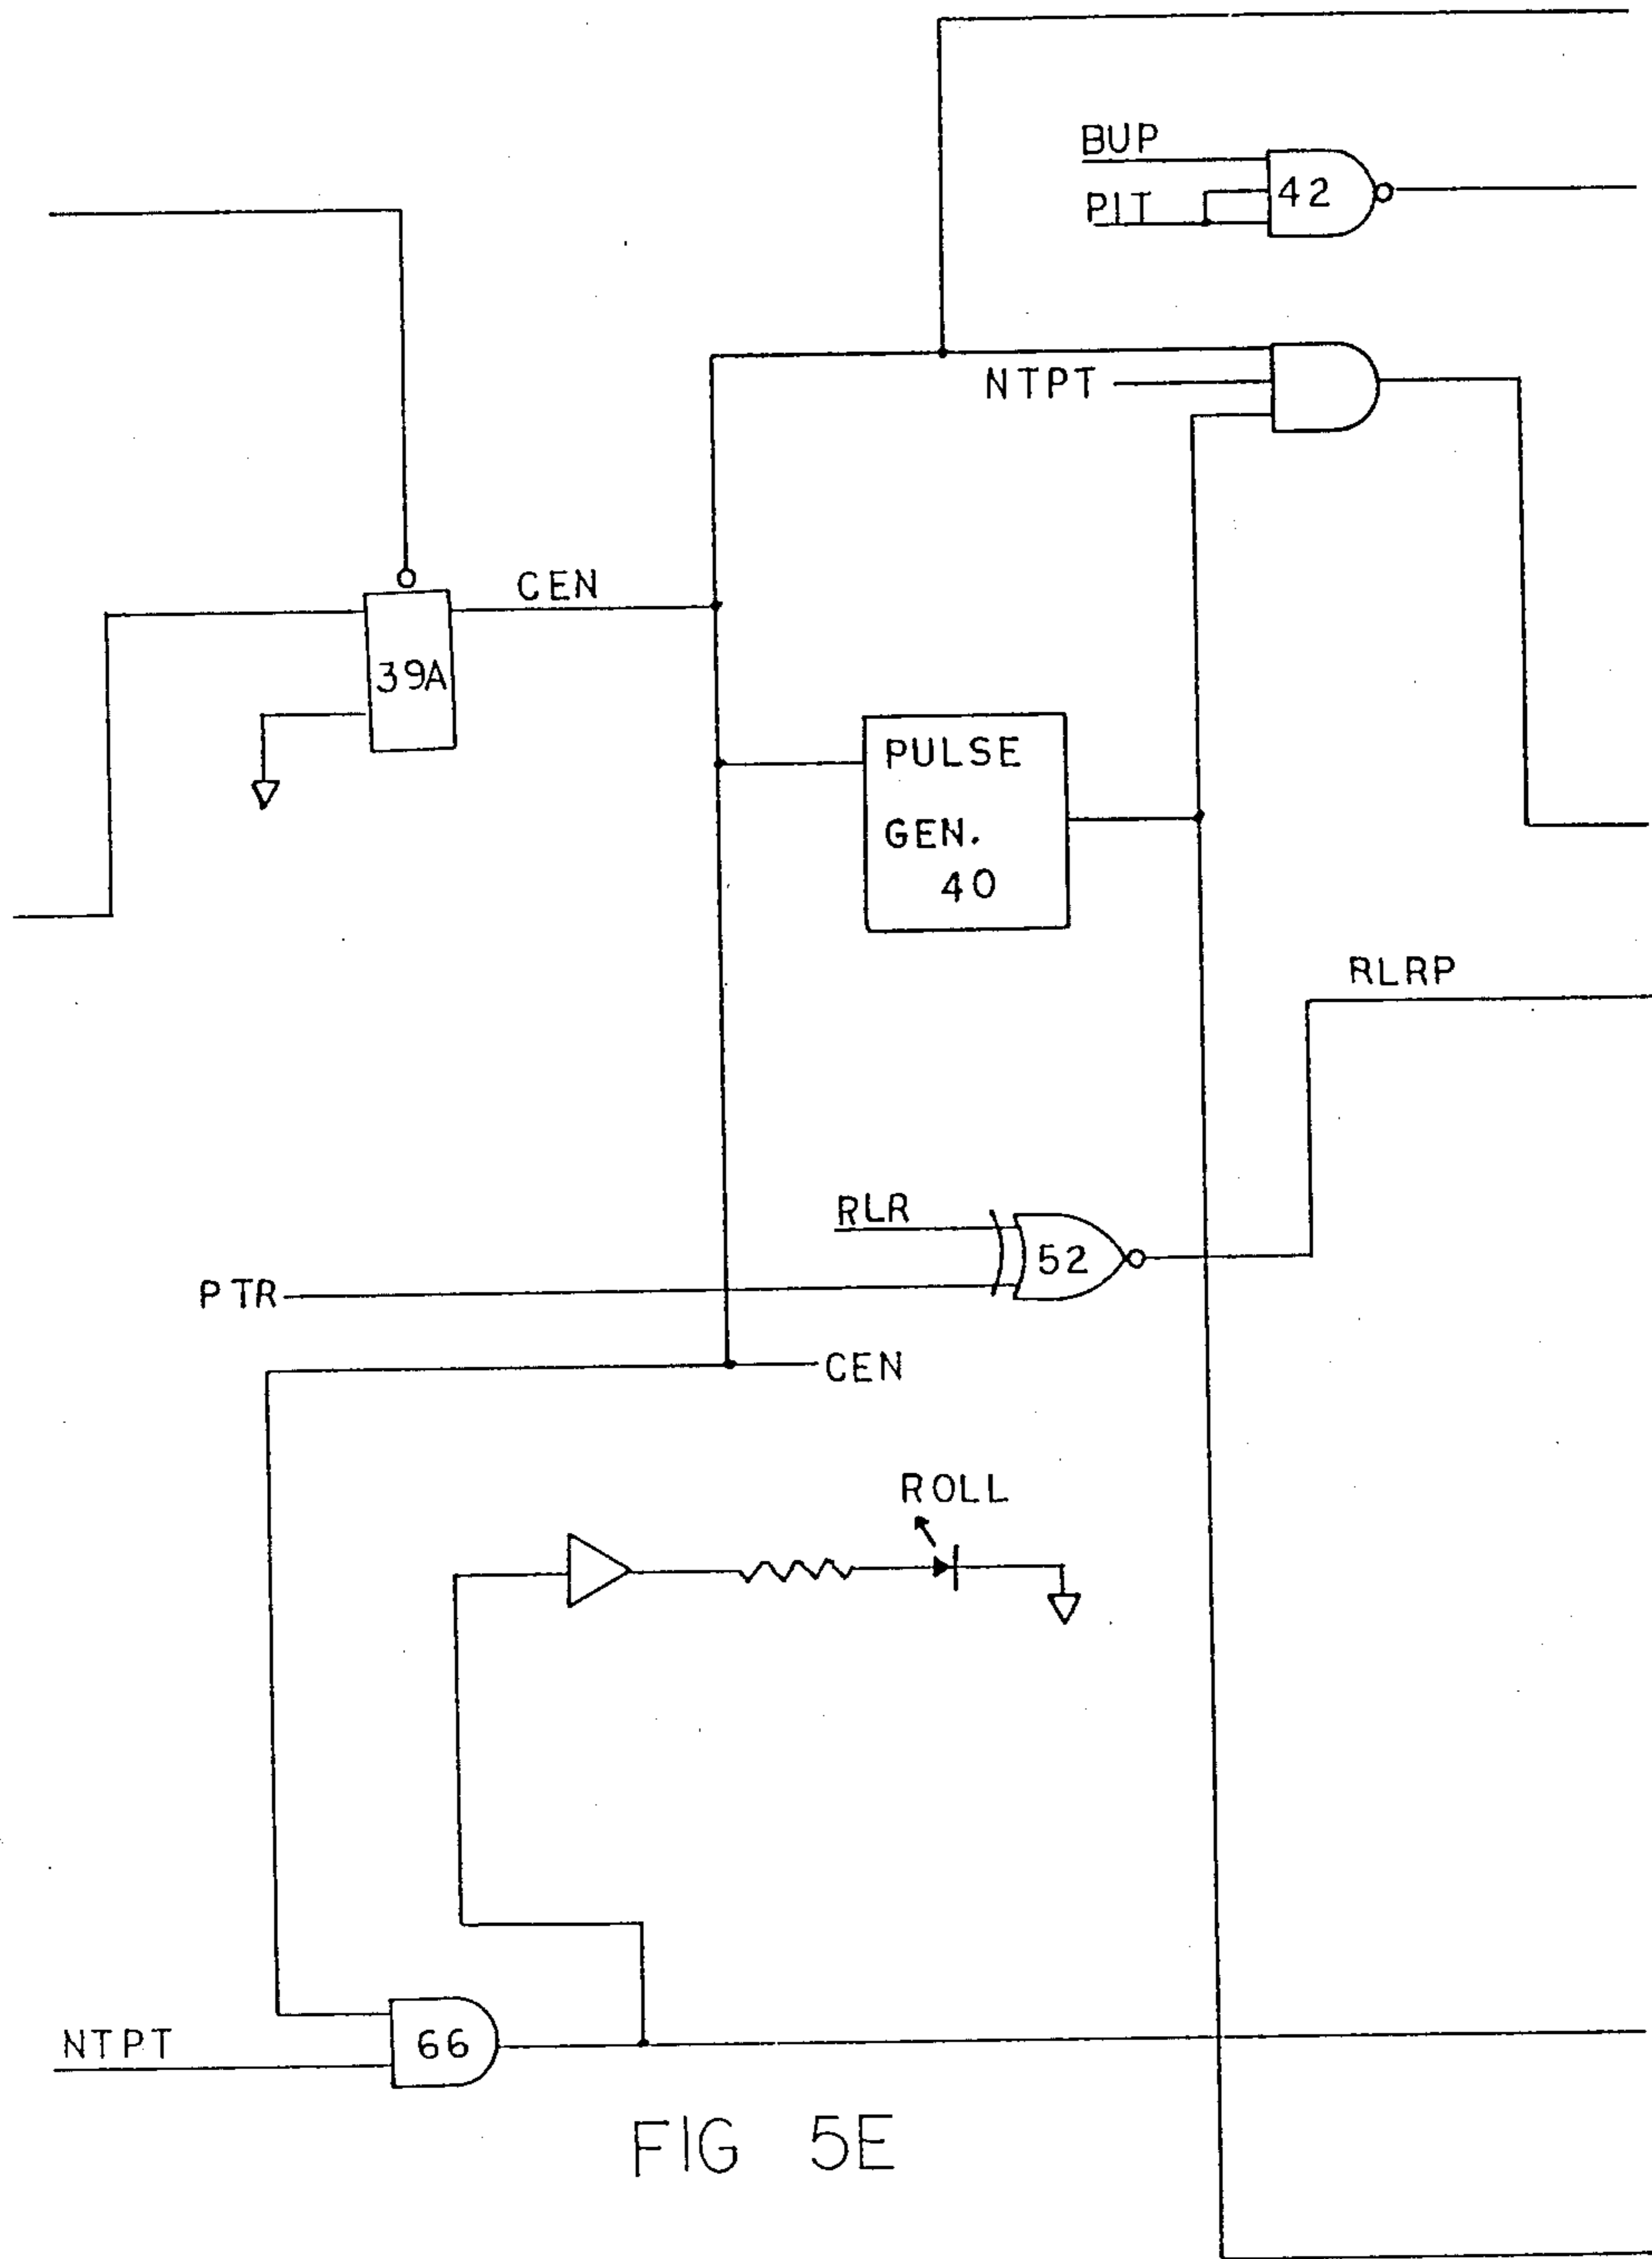 BUP
42
PIT
NTPT
CEN
39A
PULSE
GEN.
40
RLRP
RLR
52
PTR
CEN
ROLL
NTPT
66
FIG 5E